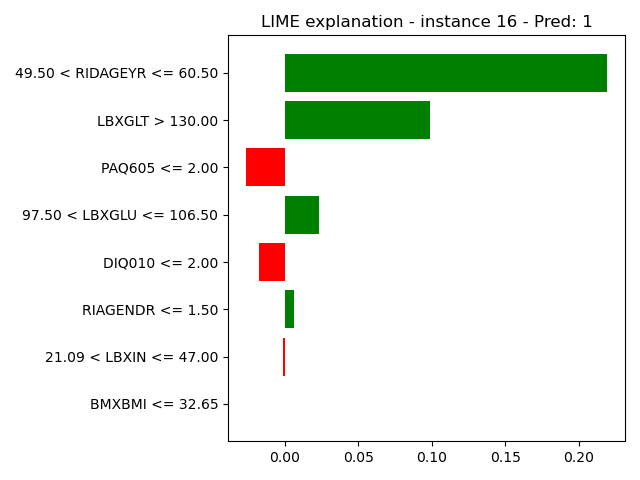 LIME explanation - instance 16 - Pred: 1
49.50 < RIDAGEYR <= 60.50
LBXGLT > 130.00
PAQ605 <= 2.00
97.50 < LBXGLU <= 106.50
DIQ010 <= 2.00
RIAGENDR <= 1.50
21.09 < LBXIN <= 47.00
BMXBMI <= 32.65
0.00 0.05 0.10 0.15 0.20